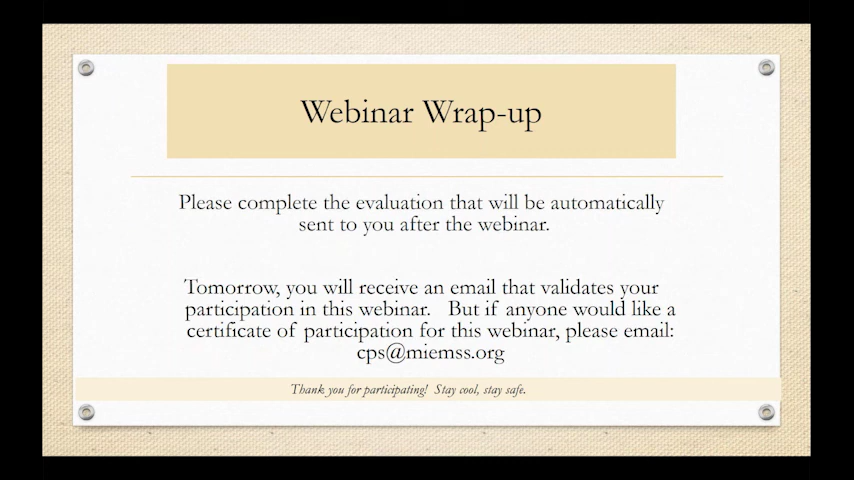 Webinar Wrap-up
Please complete the evaluation that will be automatically
sent to you after the webinar.
Tomorrow, you will receive an email that validates your
participation in this webinar. But if anyone would like a
certificate of participation for this webinar, please email:
cps@miemss.org
Thank you for participating! Stay cool, stay safe.